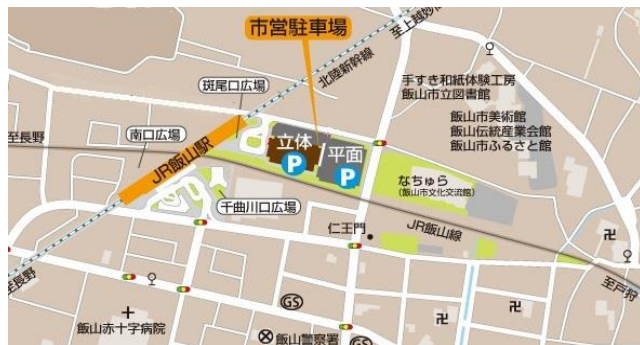 市営駐車場
至上越妙
北陸新幹線
斑尾口広場
手すき和紙体験工房
飯山市立図書館
飯山市美術館
飯山伝統産業会館
飯山市ふるさと館
至長野
南口広場
JR飯山駅
立体
P
平面
P
なちゅら
(飯山市文化交流館)
千曲川口広場
仁王門
JR飯山線
卍
卍
至戸狩
至長野
GS
GS
飯山赤十字病院
飯山警察署
卍
卍